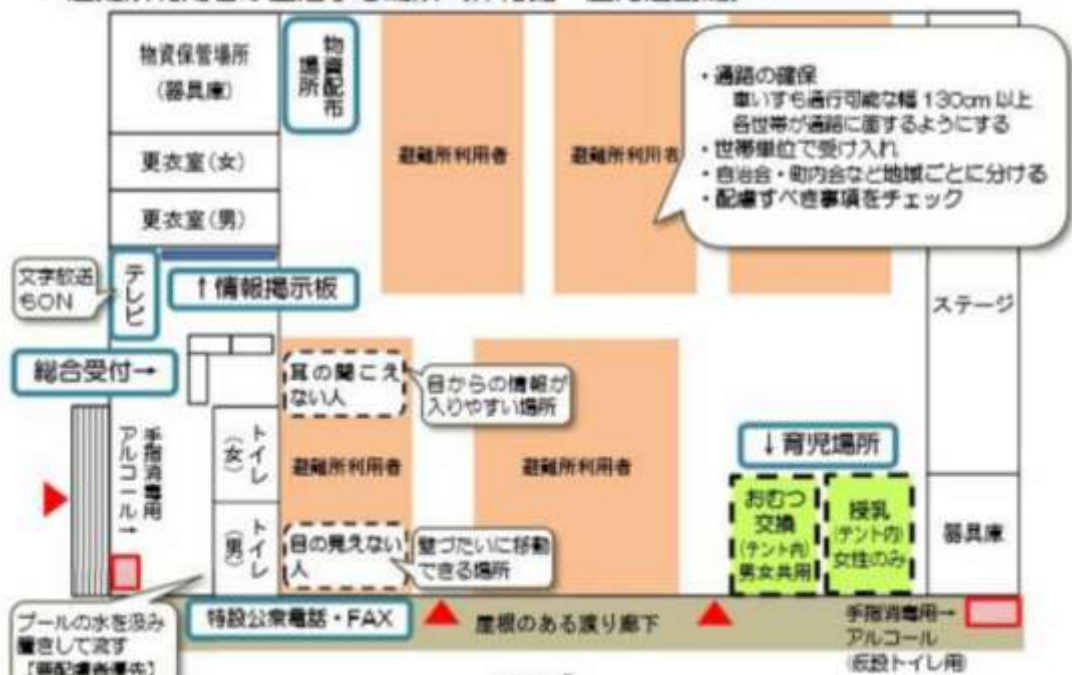 物資保管場所
(器具庫)
物資配布
場所
更衣室(女)
更衣室(男)
避難所利用者
避難所利用者
・通路の確保
車いすも通行可能な幅 130cm 以上
各世帯が通路に面するようにする
・世帯単位で受け入れ
・自治会・町内会など地域ごとに分ける
・配慮すべき事項をチェック
文字放送
もON
テレビ
↑情報掲示板
ステージ
総合受付→
耳の聞こえ
ない人
目からの情報が
入りやすい場所
手指消毒用
アルコール→
トイレ
(女)
避難所利用者
避難所利用者
↓育児場所
おむつ
交換
(テント内)
男女共用
授乳
(テント内)
女性のみ
器具庫
トイレ
(男)
目の見えない
人
壁づたいに移動
できる場所
プールの水を汲み
置きして流す
【要配慮者優先】
特設公衆電話・FAX
屋根のある渡り廊下
手指消毒用→
アルコール
(仮設トイレ用)